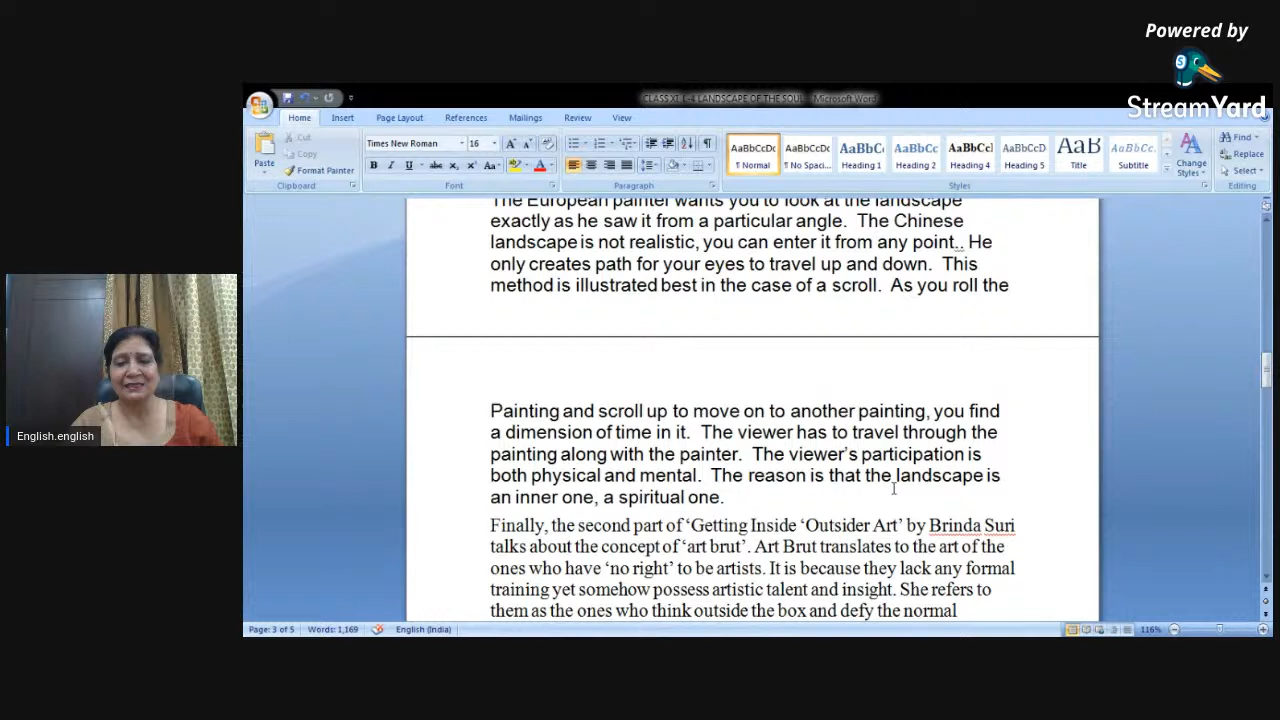 Powered by
StreamYard
CLASS XI L-4 LANDSCAPE OF THE SOUL - Microsoft Word
Home Insert Page Layout References Mailings Review View
Cut
Copy
Paste
Format Painter
Clipboard
Times New Roman 16
Font
Paragraph
AaBbCcDc AaBbCcDc AaBbC AaBbCc AaBbCcI AaBbCcD AaB AaBbCc.
¶ Normal ¶ No Spaci... Heading 1 Heading 2 Heading 4 Heading 5 Title Subtitle
Change Styles
Styles
Find
Replace
Select
Editing
The European painter wants you to look at the landscape
exactly as he saw it from a particular angle. The Chinese
landscape is not realistic, you can enter it from any point.. He
only creates path for your eyes to travel up and down. This
method is illustrated best in the case of a scroll. As you roll the
Painting and scroll up to move on to another painting, you find
a dimension of time in it. The viewer has to travel through the
painting along with the painter. The viewer's participation is
both physical and mental. The reason is that the landscape is
an inner one, a spiritual one.
Finally, the second part of ‘Getting Inside ‘Outsider Art’ by Brinda Suri
talks about the concept of ‘art brut’. Art Brut translates to the art of the
ones who have ‘no right’ to be artists. It is because they lack any formal
training yet somehow possess artistic talent and insight. She refers to
them as the ones who think outside the box and defy the normal
English.english
Page: 3 of 5 Words: 1,169 English (India) 116%